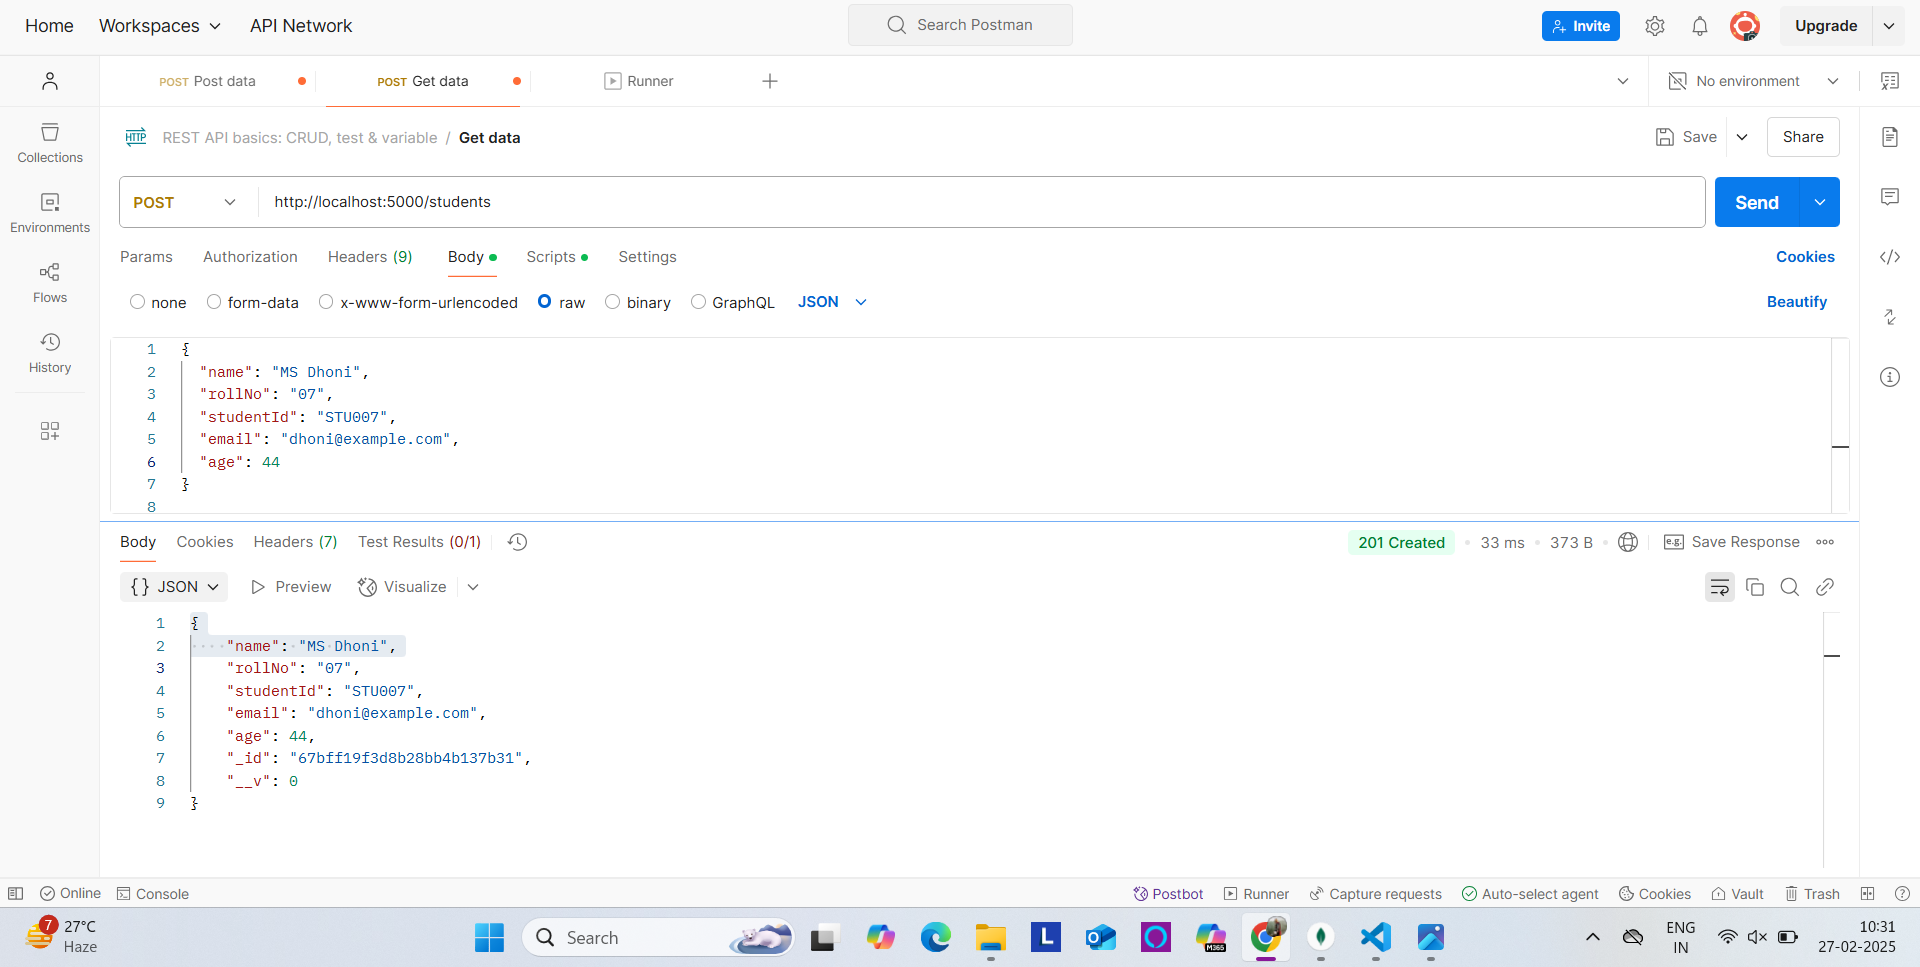 Home Workspaces API Network Search Postman Invite Upgrade
POST Post data POST Get data Runner No environment
HTTP REST API basics: CRUD, test & variable / Get data Save Share
Collections
Environments
Flows
History
POST http://localhost:5000/students Send
Params Authorization Headers (9) Body Scripts Settings Cookies
none form-data x-www-form-urlencoded raw binary GraphQL JSON Beautify
1 {
2 "name": "MS Dhoni",
3 "rollNo": "07",
4 "studentId": "STU007",
5 "email": "dhoni@example.com",
6 "age": 44
7 }
8
Body Cookies Headers (7) Test Results (0/1) 201 Created 33 ms 373 B e.g. Save Response
{} JSON Preview Visualize
1 {
2 "name": "MS Dhoni",
3 "rollNo": "07",
4 "studentId": "STU007",
5 "email": "dhoni@example.com",
6 "age": 44,
7 "_id": "67bff19f3d8b28bb4b137b31",
8 "__v": 0
9 }
Online Console Postbot Runner Capture requests Auto-select agent Cookies Vault Trash
7 27°C
Haze
Search
L
M365
ENG
IN
10:31
27-02-2025